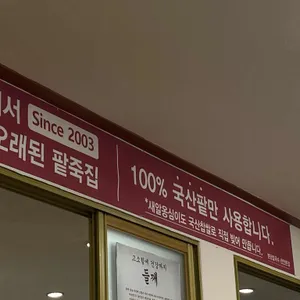 서 Since 2003
오래된 팥죽집
100% 국산팥만 사용합니다.
*새알옹심이도 국산찹쌀로 직접 빚어 만듭니다.
들깨